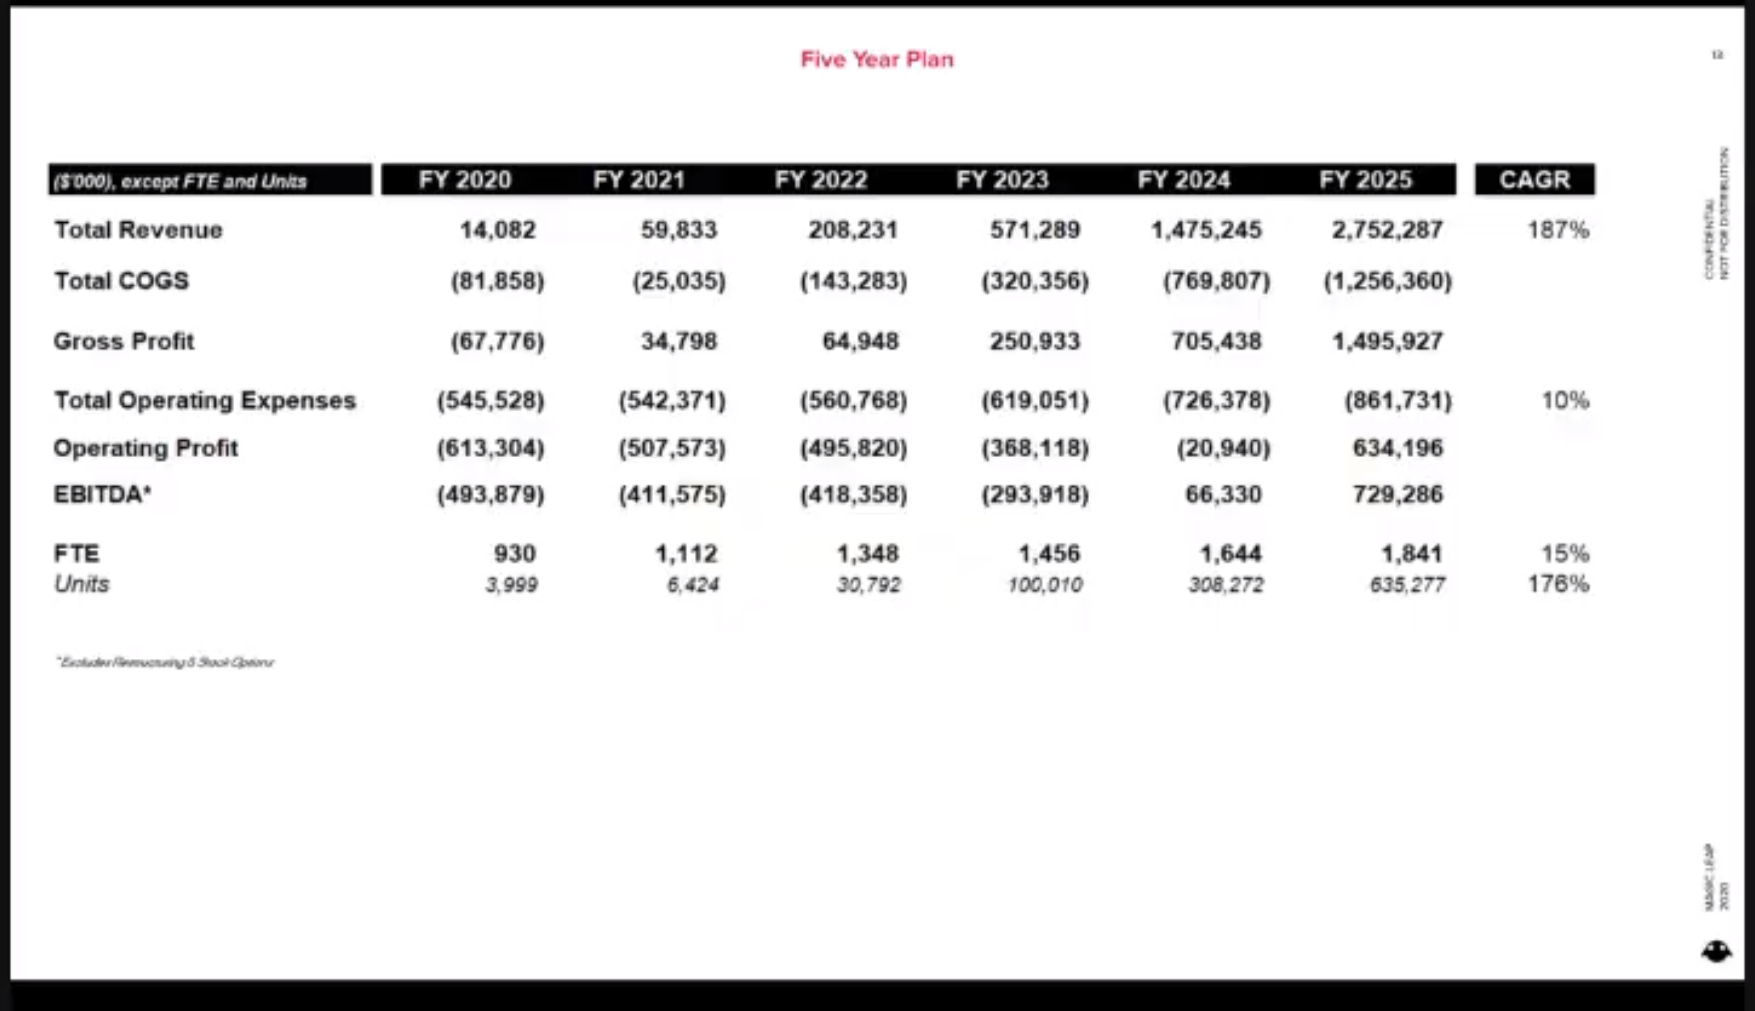 Five Year Plan
13
($'000), except FTE and Units FY 2020 FY 2021 FY 2022 FY 2023 FY 2024 FY 2025 CAGR
Total Revenue 14,082 59,833 208,231 571,289 1,475,245 2,752,287 187%
Total COGS (81,858) (25,035) (143,283) (320,356) (769,807) (1,256,360)
Gross Profit (67,776) 34,798 64,948 250,933 705,438 1,495,927
Total Operating Expenses (545,528) (542,371) (560,768) (619,051) (726,378) (861,731) 10%
Operating Profit (613,304) (507,573) (495,820) (368,118) (20,940) 634,196
EBITDA* (493,879) (411,575) (418,358) (293,918) 66,330 729,286
FTE 930 1,112 1,348 1,456 1,644 1,841 15%
Units 3,999 6,424 30,792 100,010 308,272 635,277 176%
*Excludes Restructuring & Stock Options
CONFIDENTIAL
NOT FOR DISTRIBUTION
MAGIC LEAP
2020